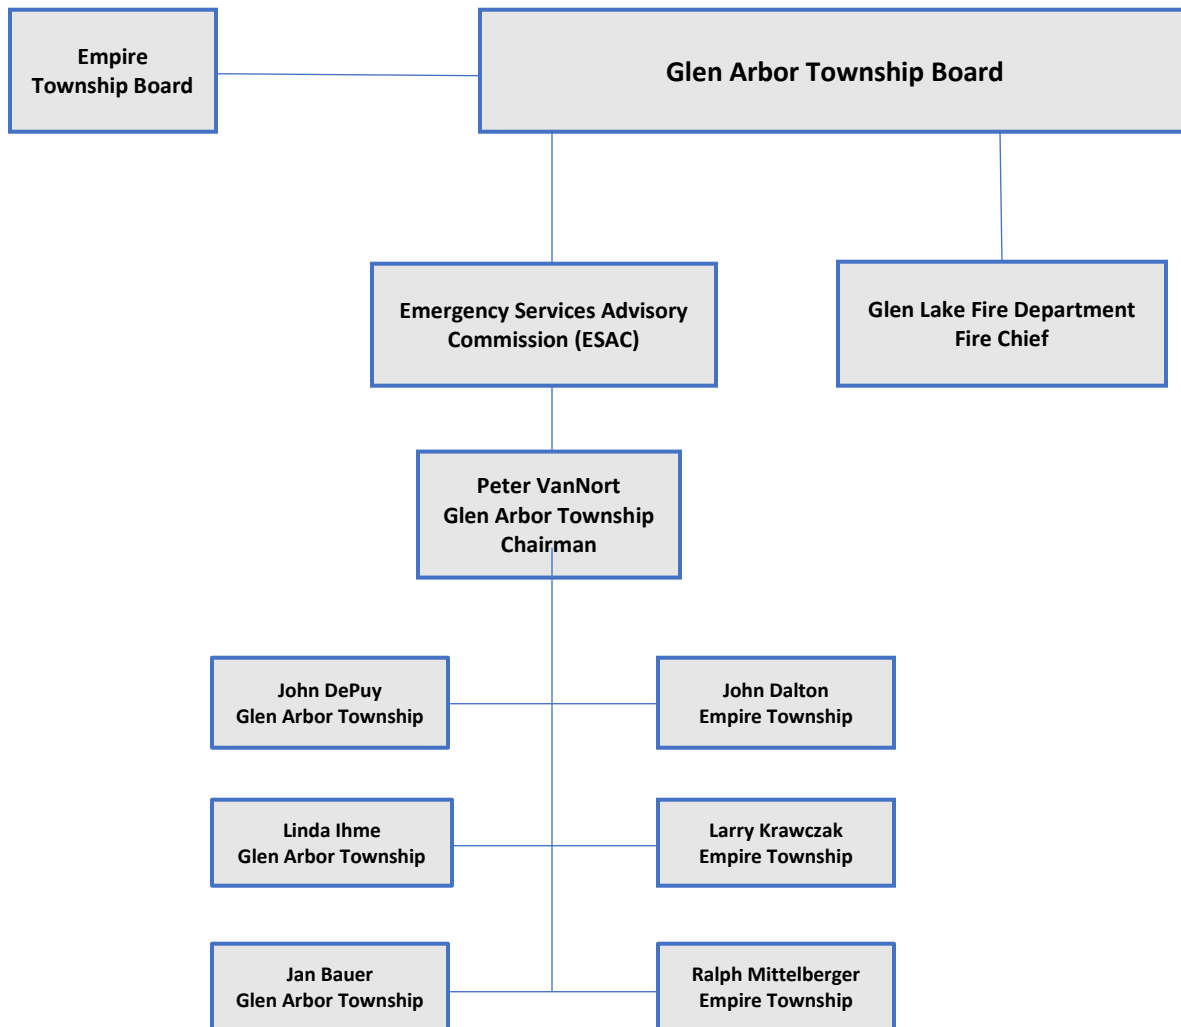 Empire
Township Board
Glen Arbor Township Board
Emergency Services Advisory
Commission (ESAC)
Glen Lake Fire Department
Fire Chief
Peter VanNort
Glen Arbor Township
Chairman
John DePuy
Glen Arbor Township
John Dalton
Empire Township
Linda Ihme
Glen Arbor Township
Larry Krawczak
Empire Township
Jan Bauer
Glen Arbor Township
Ralph Mittelberger
Empire Township